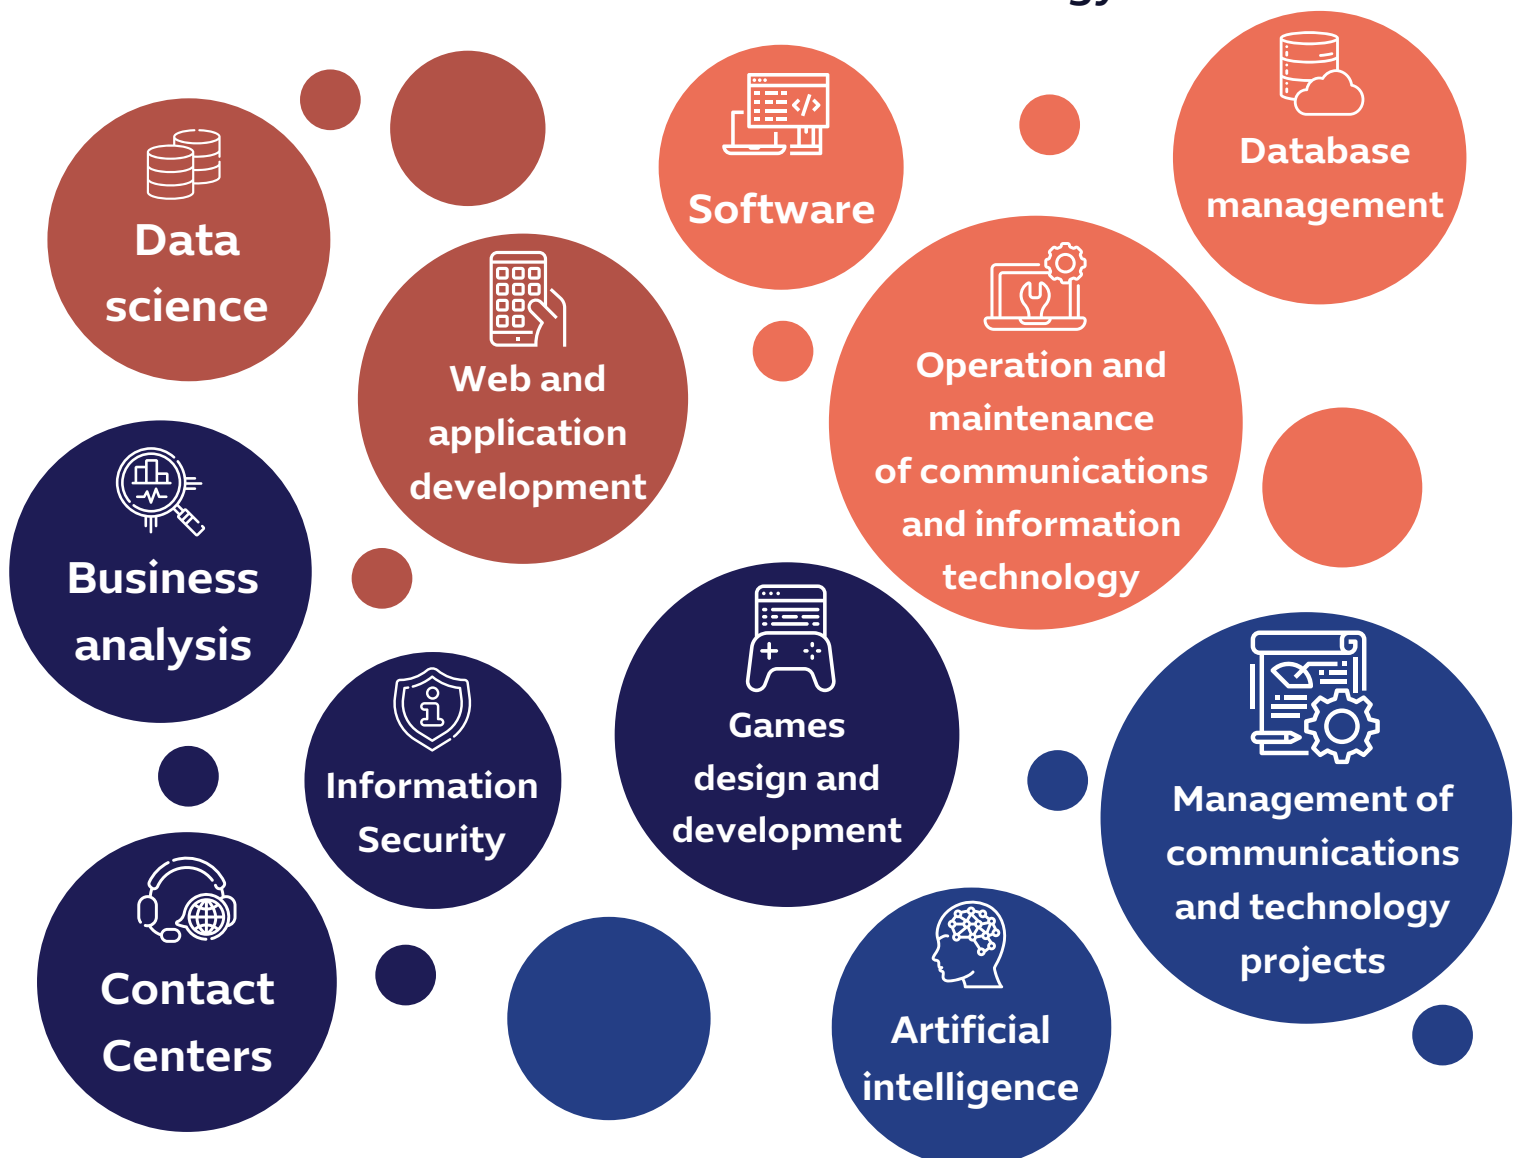 Data
science
Web and
application
development
Software
Database
management
Operation and
maintenance
of communications
and information
technology
Business
analysis
Information
Security
Games
design and
development
Management of
communications
and technology
projects
Contact
Centers
Artificial
intelligence